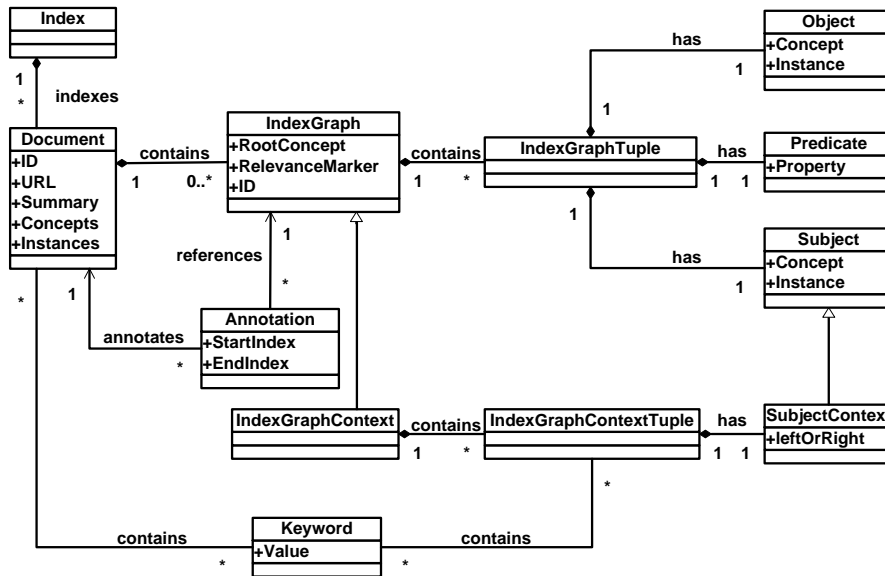 Index
1
*
indexes
Document
+ID
+URL
+Summary
+Concepts
+Instances
contains
1
0..*
IndexGraph
+RootConcept
+RelevanceMarker
+ID
contains
1
*
IndexGraphTuple
has
1
1
Object
+Concept
+Instance
has
1
1
Predicate
+Property
has
1
1
Subject
+Concept
+Instance
references
1
*
Annotation
+StartIndex
+EndIndex
annotates
1
*
IndexGraphContext
contains
1
*
IndexGraphContextTuple
has
1
1
SubjectContex
+leftOrRight
*
contains
*
Keyword
+Value
contains
*
*